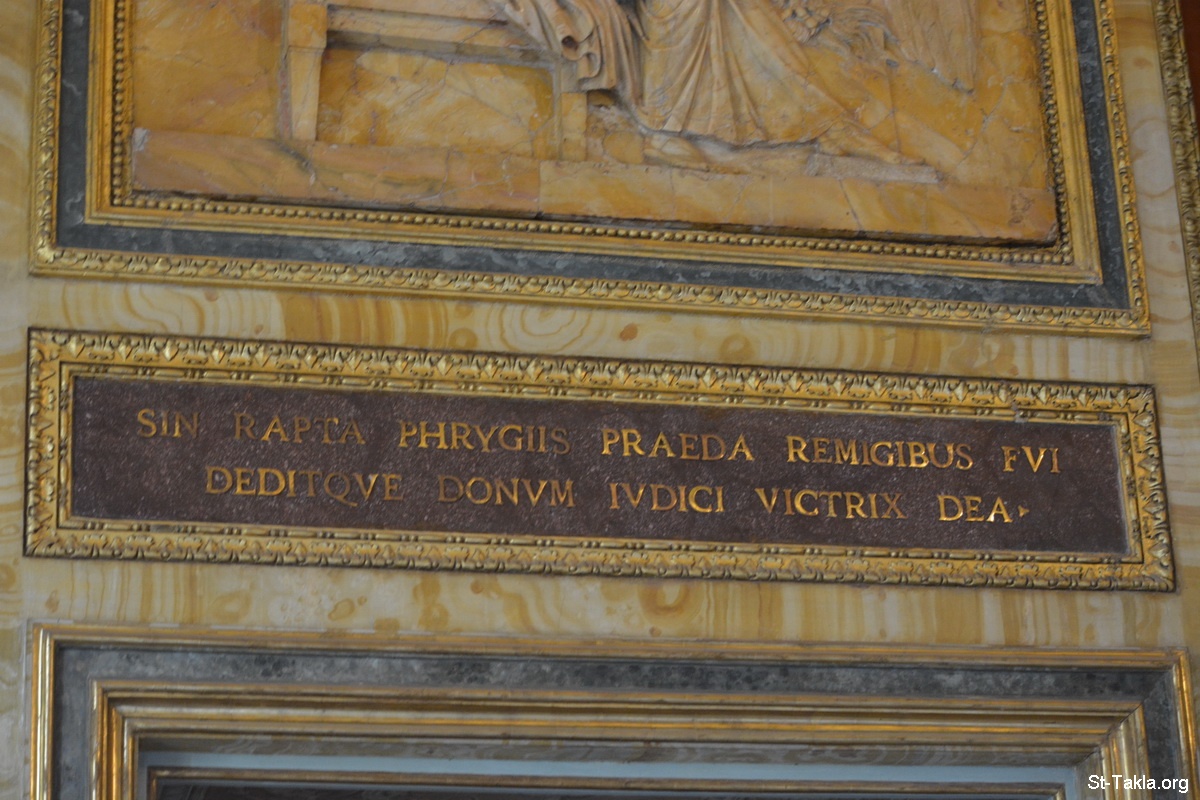 SIN RAPTA PHRYGIIS PRAEDA REMIGIBUS FVI
DEDITQVE DONVM IVDICI VICTRIX DEA
St-Takla.org